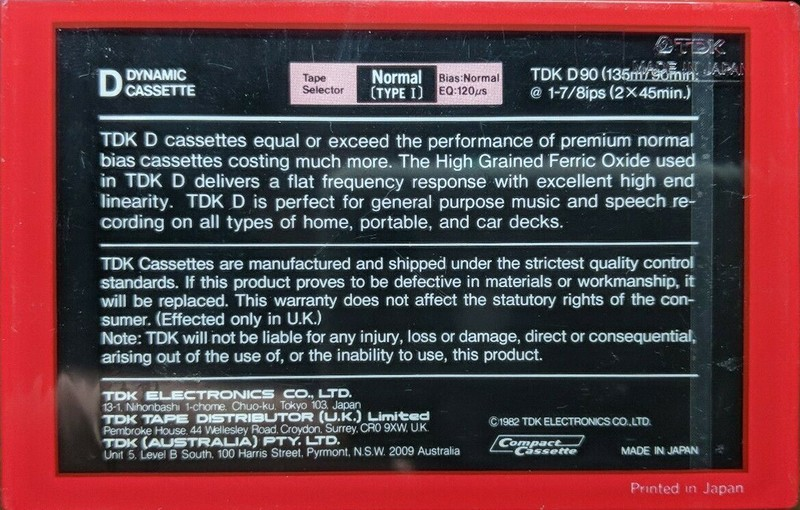 TDK
MADE IN JAPAN
D DYNAMIC CASSETTE
Tape Selector
Normal (TYPE I)
Bias:Normal EQ:120µs
TDK D90 (135m/90min.
@ 1-7/8ips (2×45min.)
TDK D cassettes equal or exceed the performance of premium normal
bias cassettes costing much more. The High Grained Ferric Oxide used
in TDK D delivers a flat frequency response with excellent high end
linearity. TDK D is perfect for general purpose music and speech re-
cording on all types of home, portable, and car decks.
TDK Cassettes are manufactured and shipped under the strictest quality control
standards. If this product proves to be defective in materials or workmanship, it
will be replaced. This warranty does not affect the statutory rights of the con-
sumer. (Effected only in U.K.)
Note: TDK will not be liable for any injury, loss or damage, direct or consequential,
arising out of the use of, or the inability to use, this product.
TDK ELECTRONICS CO., LTD.
13-1, Nihonbashi 1-chome, Chuo-ku, Tokyo 103, Japan
TDK TAPE DISTRIBUTOR (U.K.) Limited
Pembroke House, 44 Wellesley Road, Croydon, Surrey, CR0 9XW, U.K.
TDK (AUSTRALIA) PTY. LTD.
Unit 5, Level B South, 100 Harris Street, Pyrmont, N.S.W. 2009 Australia
©1982 TDK ELECTRONICS CO., LTD.
Compact Cassette
MADE IN JAPAN
Printed in Japan